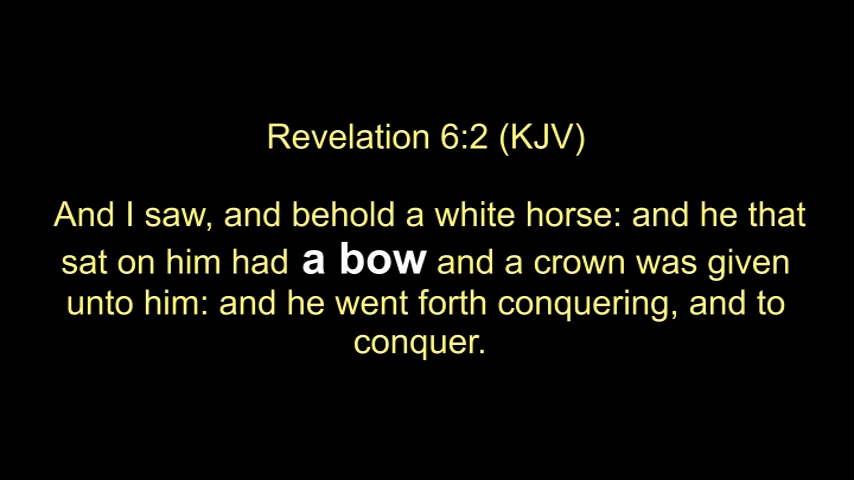 Revelation 6:2 (KJV)
And I saw, and behold a white horse: and he that
sat on him had a bow and a crown was given
unto him: and he went forth conquering, and to
conquer.